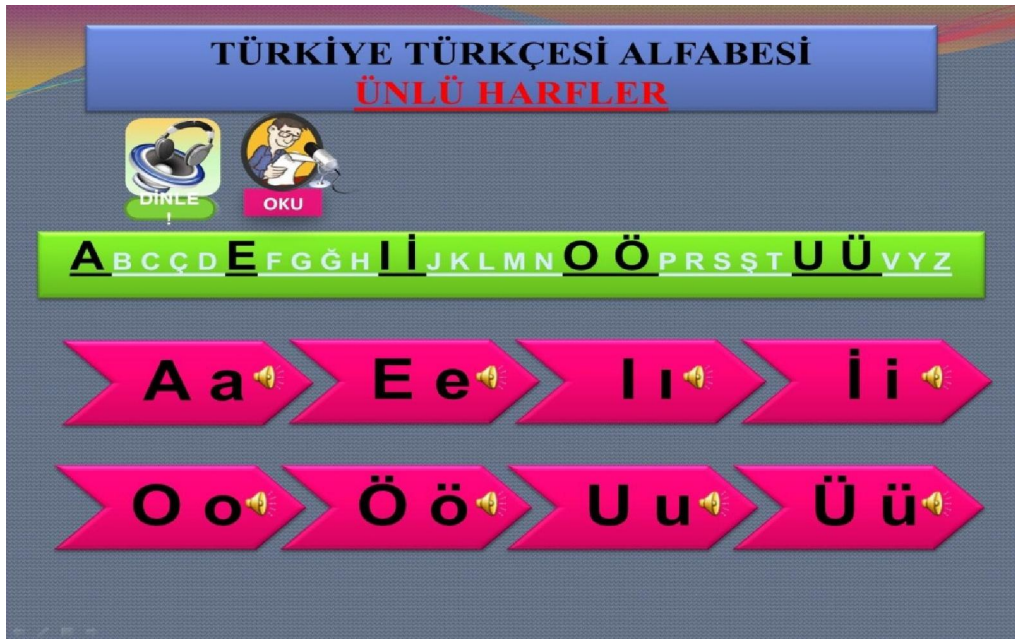 TÜRKİYE TÜRKÇESİ ALFABESİ
ÜNLÜ HARFLER
DİNLE
!
OKU
A B C Ç D E F G Ğ H I İ J K L M N O Ö P R S Ş T U Ü V Y Z
A a E e I ı İ i
O o Ö ö U u Ü ü